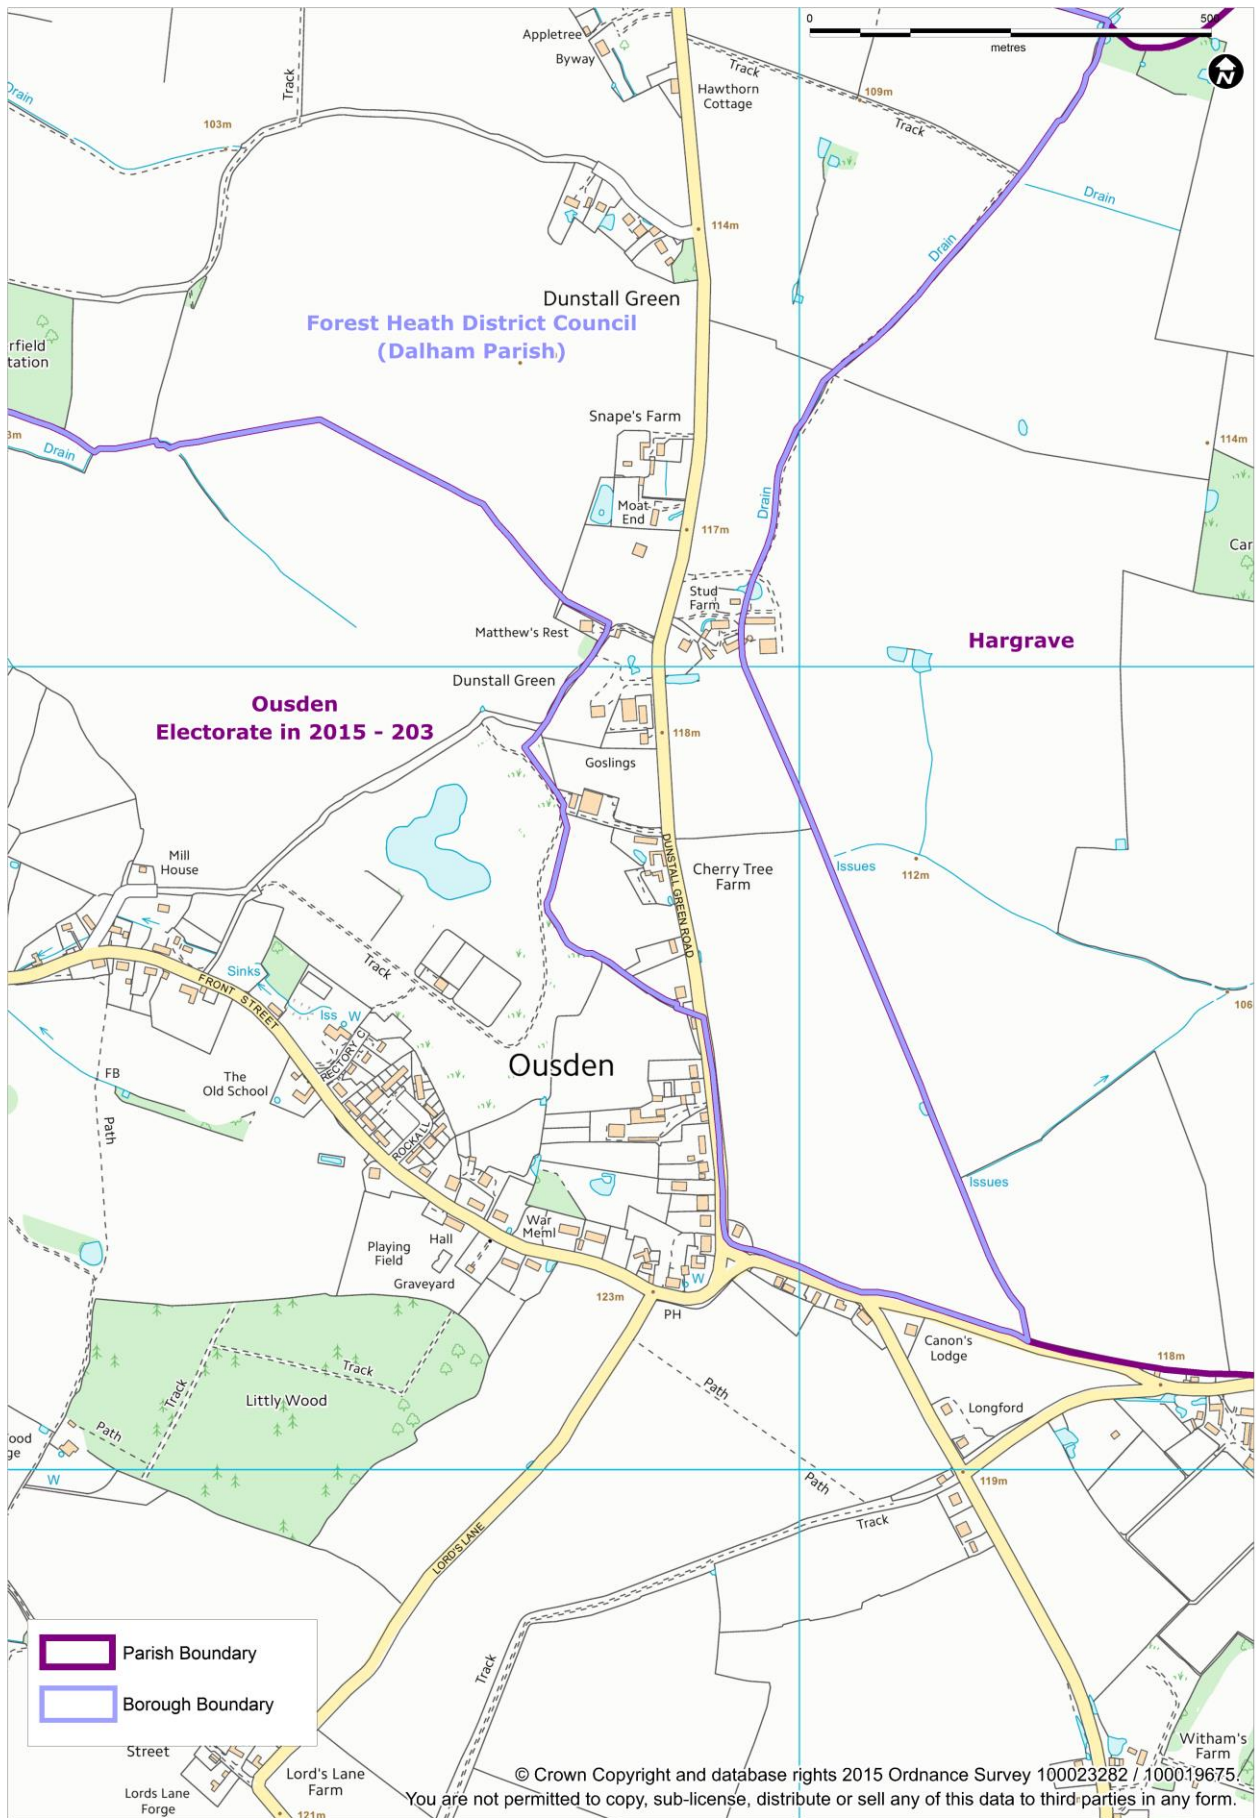 0
500
metres
Appletree
Byway
Track
Track
Hawthorn
Cottage
109m
Track
Drain
103m
Drain
114m
Drain
Dunstall Green
Forest Heath District Council
(Dalham Parish)
rfield
tation
Snape's Farm
3m
Drain
114m
Drain
Moat
End
117m
Car
Stud
Farm
Matthew's Rest
Hargrave
Dunstall Green
Ousden
Electorate in 2015 - 203
118m
Goslings
Mill
House
DUNSTALL GREEN ROAD
Cherry Tree
Farm
Issues
112m
Track
Sinks
FRONT STREET
Iss
W
106
RECTORY C
Ousden
FB
The
Old School
Path
ROCKALL
Issues
War
Meml
Hall
Playing
Field
Graveyard
W
123m
PH
Canon's
Lodge
118m
Track
Path
Track
Littly Wood
Longford
Path
ood
ge
W
Path
119m
Track
LORD'S LANE
Track
Parish Boundary
Borough Boundary
Street
Witham's
Farm
Lord's Lane
Farm
Lords Lane
Forge
121m
© Crown Copyright and database rights 2015 Ordnance Survey 100023282 / 100019675.
You are not permitted to copy, sub-license, distribute or sell any of this data to third parties in any form.